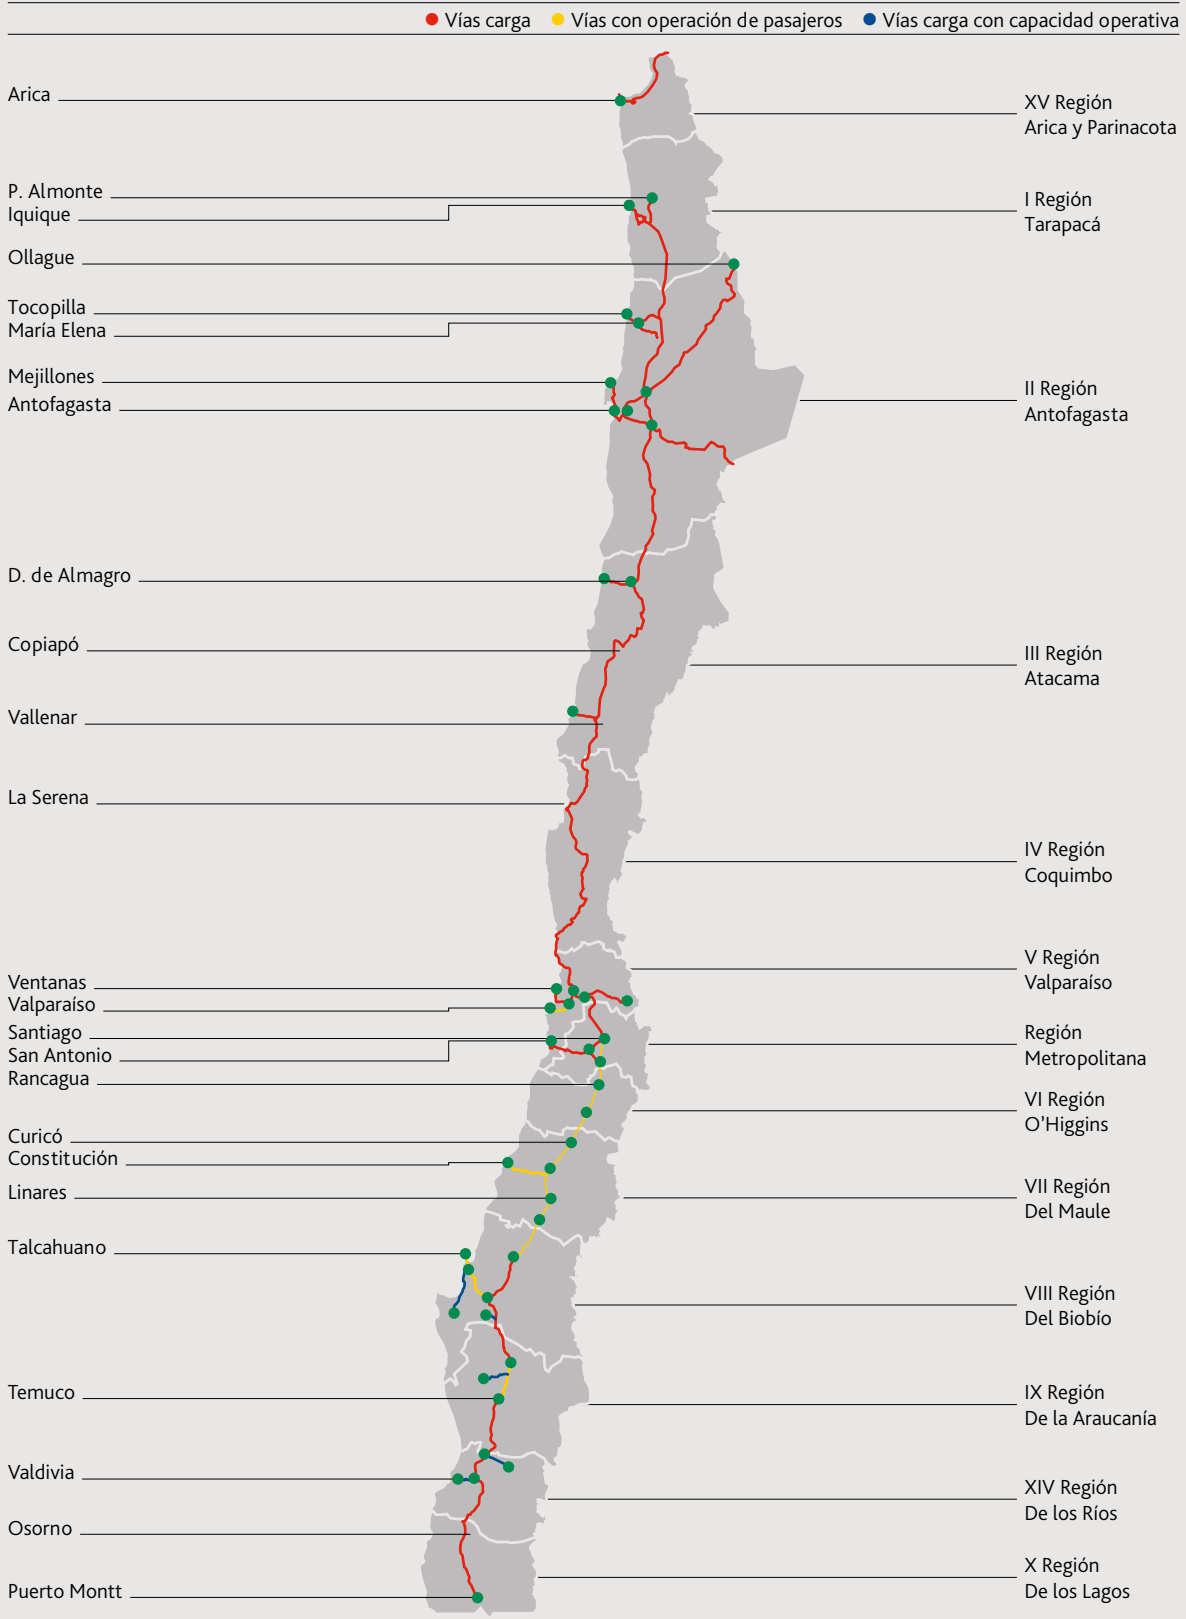 Vías carga
Vías con operación de pasajeros
Vías carga con capacidad operativa
Arica
P. Almonte
Iquique
Ollague
Tocopilla
María Elena
Mejillones
Antofagasta
D. de Almagro
Copiapó
Vallenar
La Serena
Ventanas
Valparaíso
Santiago
San Antonio
Rancagua
Curicó
Constitución
Linares
Talcahuano
Temuco
Valdivia
Osorno
Puerto Montt
XV Región
Arica y Parinacota
I Región
Tarapacá
II Región
Antofagasta
III Región
Atacama
IV Región
Coquimbo
V Región
Valparaíso
Región
Metropolitana
VI Región
O'Higgins
VII Región
Del Maule
VIII Región
Del Biobío
IX Región
De la Araucanía
XIV Región
De los Ríos
X Región
De los Lagos